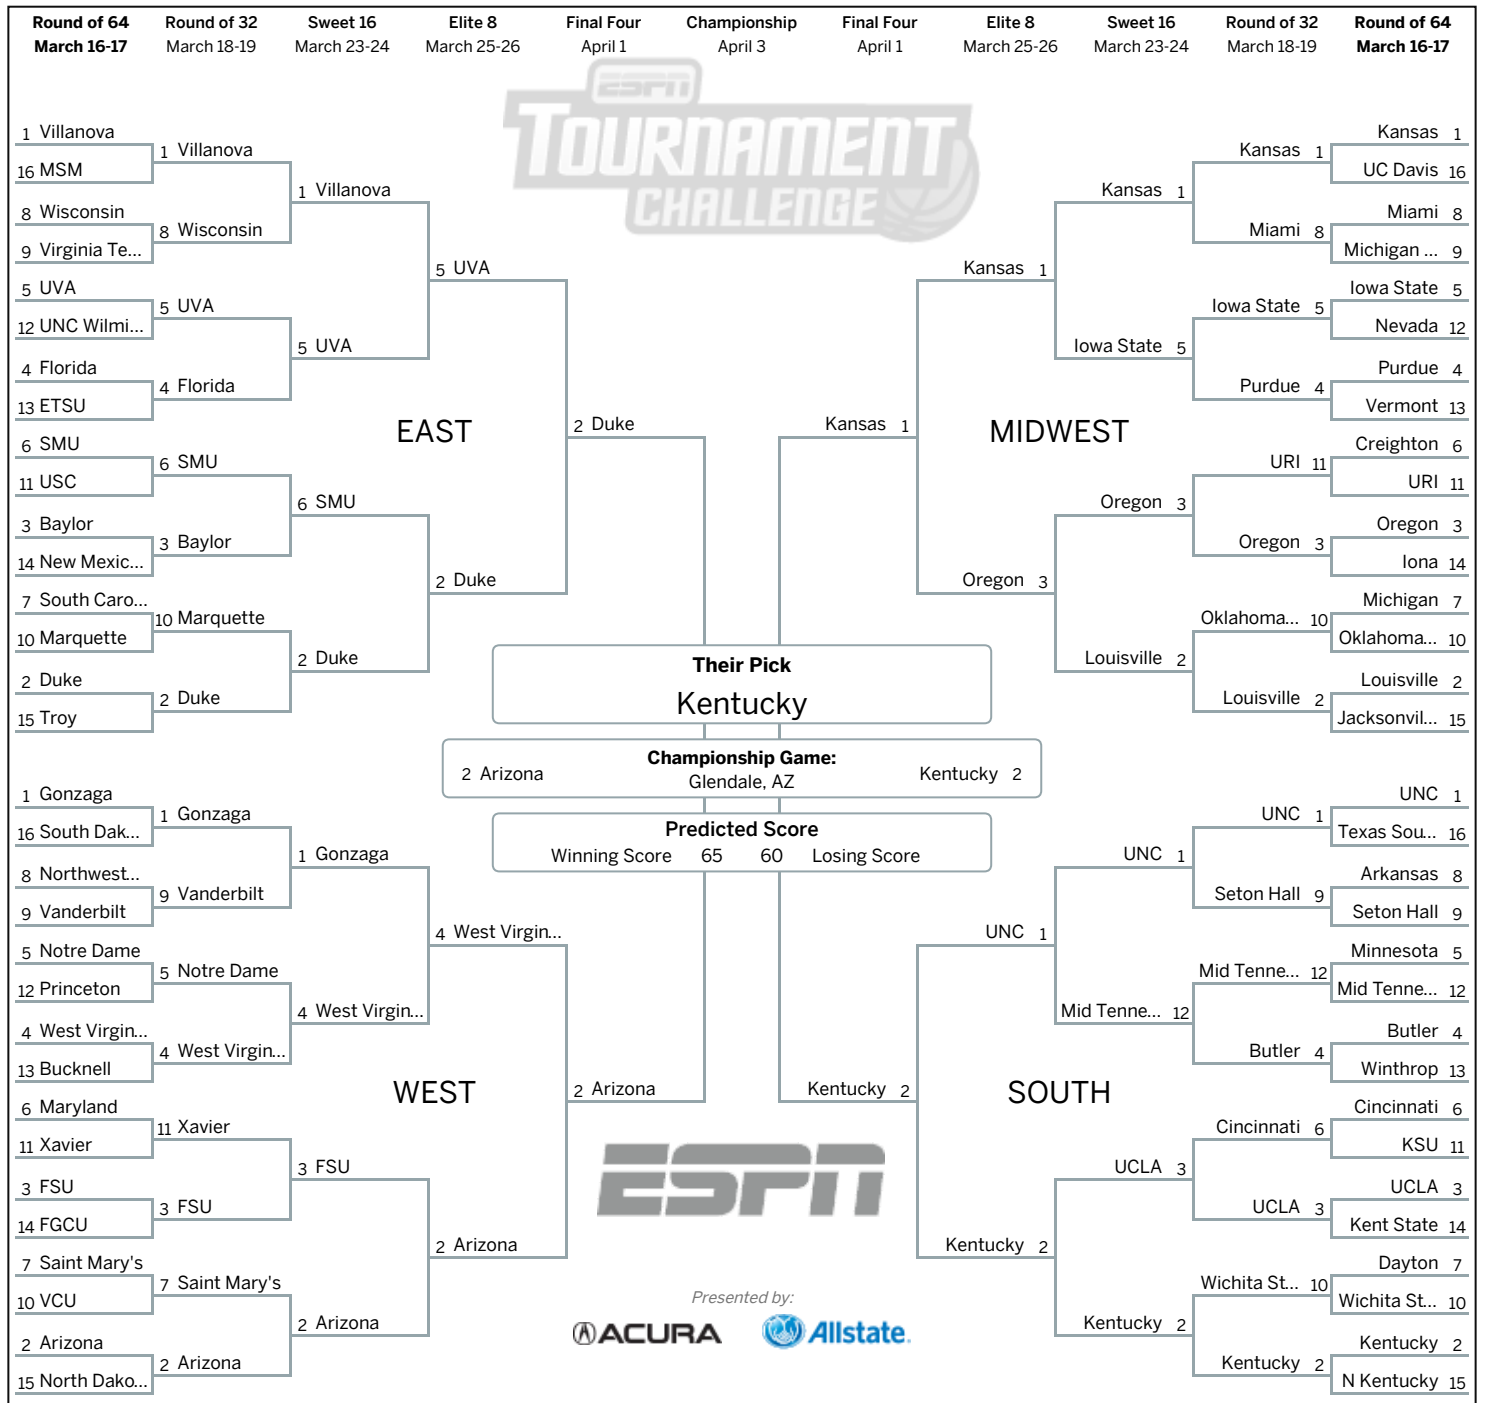 Round of 64
March 16-17
Round of 32
March 18-19
Sweet 16
March 23-24
Elite 8
March 25-26
Final Four
April 1
Championship
April 3
Final Four
April 1
Elite 8
March 25-26
Sweet 16
March 23-24
Round of 32
March 18-19
Round of 64
March 16-17
ESPN
TOURNAMENT
CHALLENGE
1 Villanova
16 MSM
8 Wisconsin
9 Virginia Te...
5 UVA
12 UNC Wilmi...
4 Florida
13 ETSU
6 SMU
11 USC
3 Baylor
14 New Mexic...
7 South Caro...
10 Marquette
2 Duke
15 Troy
1 Villanova
8 Wisconsin
5 UVA
4 Florida
6 SMU
3 Baylor
10 Marquette
2 Duke
1 Villanova
5 UVA
6 SMU
2 Duke
5 UVA
2 Duke
2 Duke
EAST
Kansas 1
UC Davis 16
Miami 8
Michigan ... 9
Iowa State 5
Nevada 12
Purdue 4
Vermont 13
Creighton 6
URI 11
Oregon 3
Iona 14
Michigan 7
Oklahoma... 10
Louisville 2
Jacksonvil... 15
Kansas 1
Miami 8
Iowa State 5
Purdue 4
URI 11
Oregon 3
Oklahoma... 10
Louisville 2
Kansas 1
Iowa State 5
Oregon 3
Louisville 2
Kansas 1
Oregon 3
Kansas 1
MIDWEST
Their Pick
Kentucky
Championship Game:
Glendale, AZ
2 Arizona
Kentucky 2
Predicted Score
Winning Score 65 60 Losing Score
1 Gonzaga
16 South Dak...
8 Northwest...
9 Vanderbilt
5 Notre Dame
12 Princeton
4 West Virgin...
13 Bucknell
6 Maryland
11 Xavier
3 FSU
14 FGCU
7 Saint Mary's
10 VCU
2 Arizona
15 North Dako...
1 Gonzaga
9 Vanderbilt
5 Notre Dame
4 West Virgin...
11 Xavier
3 FSU
7 Saint Mary's
2 Arizona
1 Gonzaga
4 West Virgin...
3 FSU
2 Arizona
4 West Virgin...
2 Arizona
2 Arizona
WEST
UNC 1
Texas Sou... 16
Arkansas 8
Seton Hall 9
Minnesota 5
Mid Tenne... 12
Butler 4
Winthrop 13
Cincinnati 6
KSU 11
UCLA 3
Kent State 14
Dayton 7
Wichita St... 10
Kentucky 2
N Kentucky 15
UNC 1
Seton Hall 9
Mid Tenne... 12
Butler 4
Cincinnati 6
UCLA 3
Wichita St... 10
Kentucky 2
UNC 1
Mid Tenne... 12
UCLA 3
Kentucky 2
UNC 1
Kentucky 2
Kentucky 2
SOUTH
ESPN
Presented by:
ACURA
Allstate.